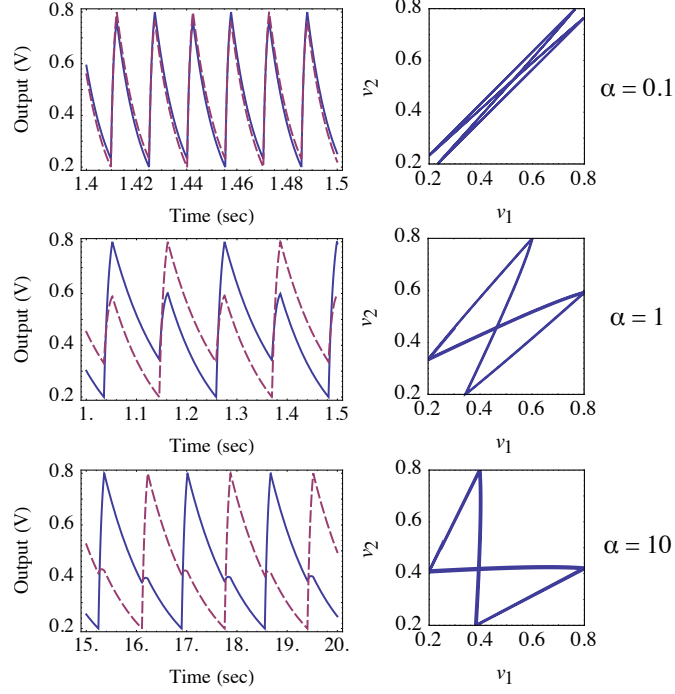 Output (V)
0.8
0.6
0.4
0.2
1.4 1.42 1.44 1.46 1.48 1.5
Time (sec)
v2
0.8
0.6
0.4
0.2
0.2 0.4 0.6 0.8
v1
α = 0.1
Output (V)
0.8
0.6
0.4
0.2
1. 1.1 1.2 1.3 1.4 1.5
Time (sec)
v2
0.8
0.6
0.4
0.2
0.2 0.4 0.6 0.8
v1
α = 1
Output (V)
0.8
0.6
0.4
0.2
15. 16. 17. 18. 19. 20.
Time (sec)
v2
0.8
0.6
0.4
0.2
0.2 0.4 0.6 0.8
v1
α = 10